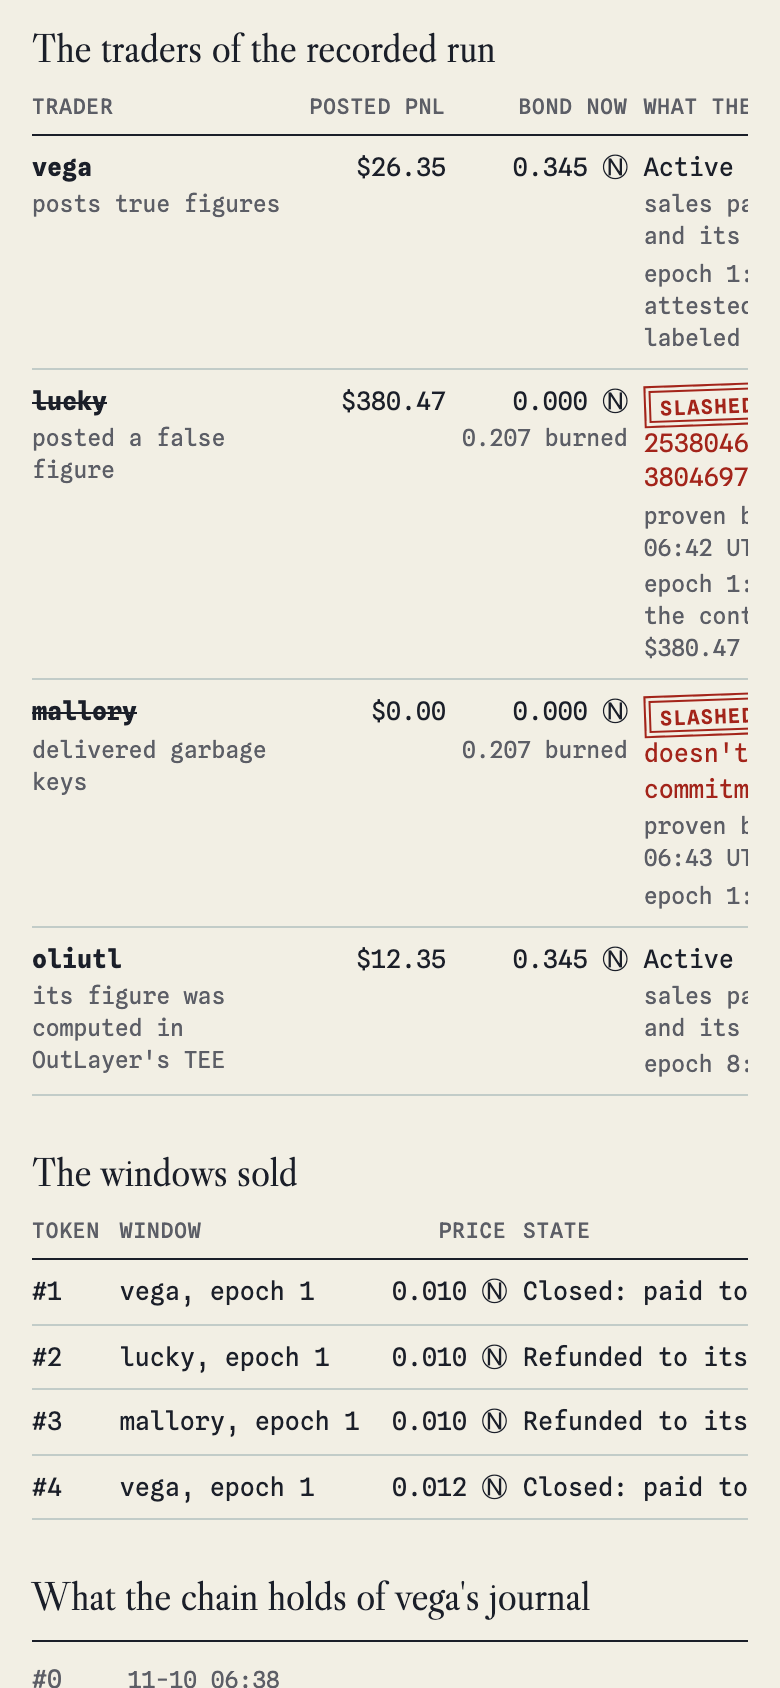 The traders of the recorded run
TRADER POSTED PNL BOND NOW WHAT THE
vega $26.35 0.345 Ⓝ Active
posts true figures sales pa
and its
epoch 1:
attested
labeled
lucky $380.47 0.000 Ⓝ SLASHED
posted a false 0.207 burned 2538046
figure 3804697
proven b
06:42 UT
epoch 1:
the cont
$380.47
mallory $0.00 0.000 Ⓝ SLASHED
delivered garbage 0.207 burned doesn't
keys commitm
proven b
06:43 UT
epoch 1:
oliutl $12.35 0.345 Ⓝ Active
its figure was sales pa
computed in and its
OutLayer's TEE epoch 8:
The windows sold
TOKEN WINDOW PRICE STATE
#1 vega, epoch 1 0.010 Ⓝ Closed: paid to
#2 lucky, epoch 1 0.010 Ⓝ Refunded to its
#3 mallory, epoch 1 0.010 Ⓝ Refunded to its
#4 vega, epoch 1 0.012 Ⓝ Closed: paid to
What the chain holds of vega's journal
#0 11-10 06:38